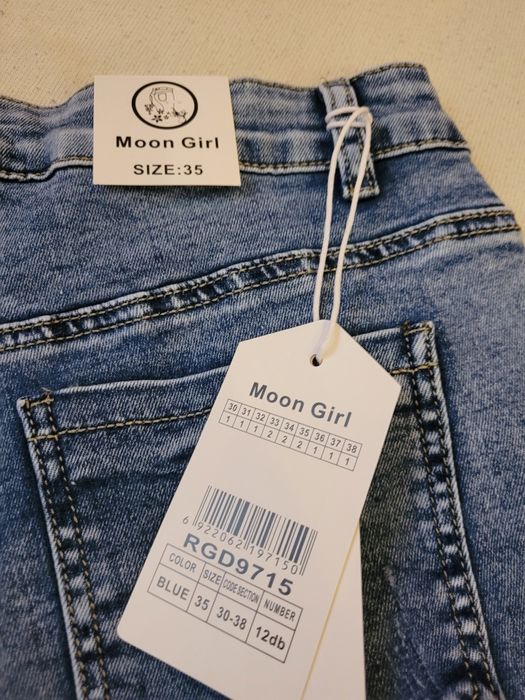 Moon Girl
SIZE:35
Moon Girl
30 31 32 33 34 35 36 37 38
1 1 1 2 2 2 1 1 1
6 922062 197150
RGD9715
COLOR SIZE CODE SECTION NUMBER
BLUE 35 30-38 12db